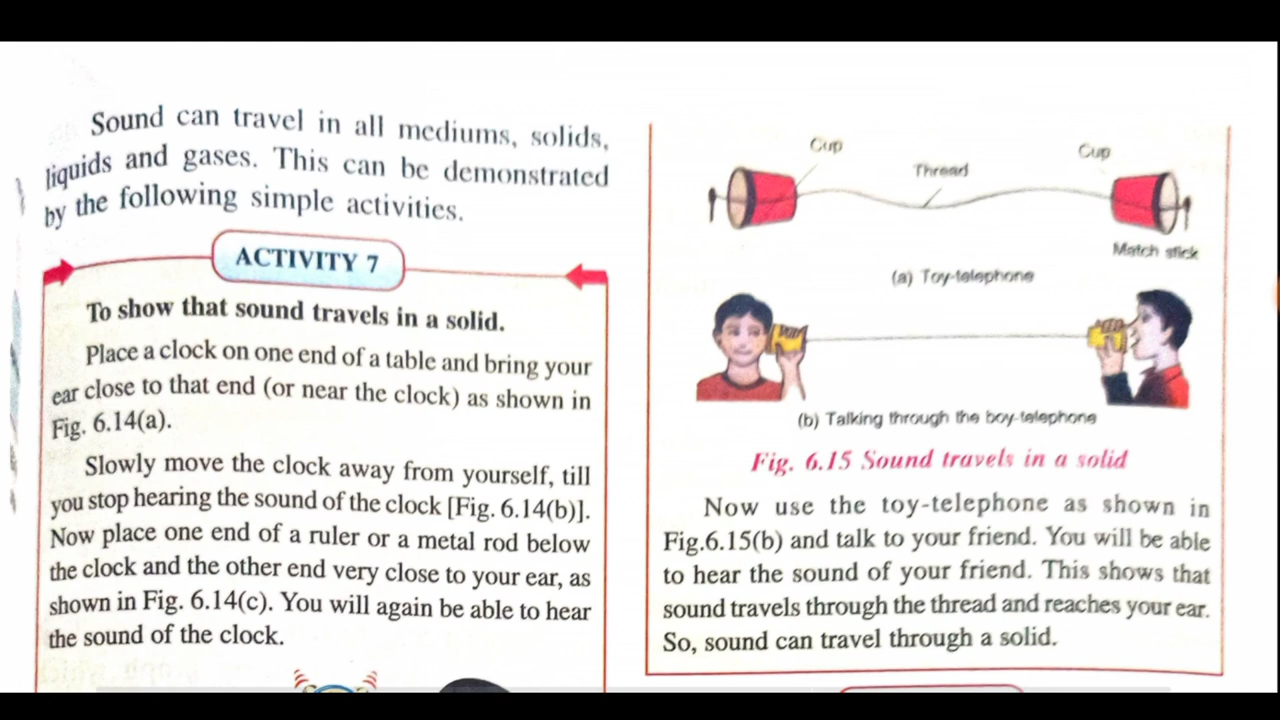 Sound can travel in all mediums, solids,
liquids and gases. This can be demonstrated
by the following simple activities.
ACTIVITY 7
To show that sound travels in a solid.
Place a clock on one end of a table and bring your
ear close to that end (or near the clock) as shown in
Fig. 6.14(a).
Slowly move the clock away from yourself, till
you stop hearing the sound of the clock [Fig. 6.14(b)].
Now place one end of a ruler or a metal rod below
the clock and the other end very close to your ear, as
shown in Fig. 6.14(c). You will again be able to hear
the sound of the clock.
Cup
Thread
Cup
Match stick
(a) Toy-telephone
(b) Talking through the boy-telephone
Fig. 6.15 Sound travels in a solid
Now use the toy-telephone as shown in
Fig.6.15(b) and talk to your friend. You will be able
to hear the sound of your friend. This shows that
sound travels through the thread and reaches your ear.
So, sound can travel through a solid.